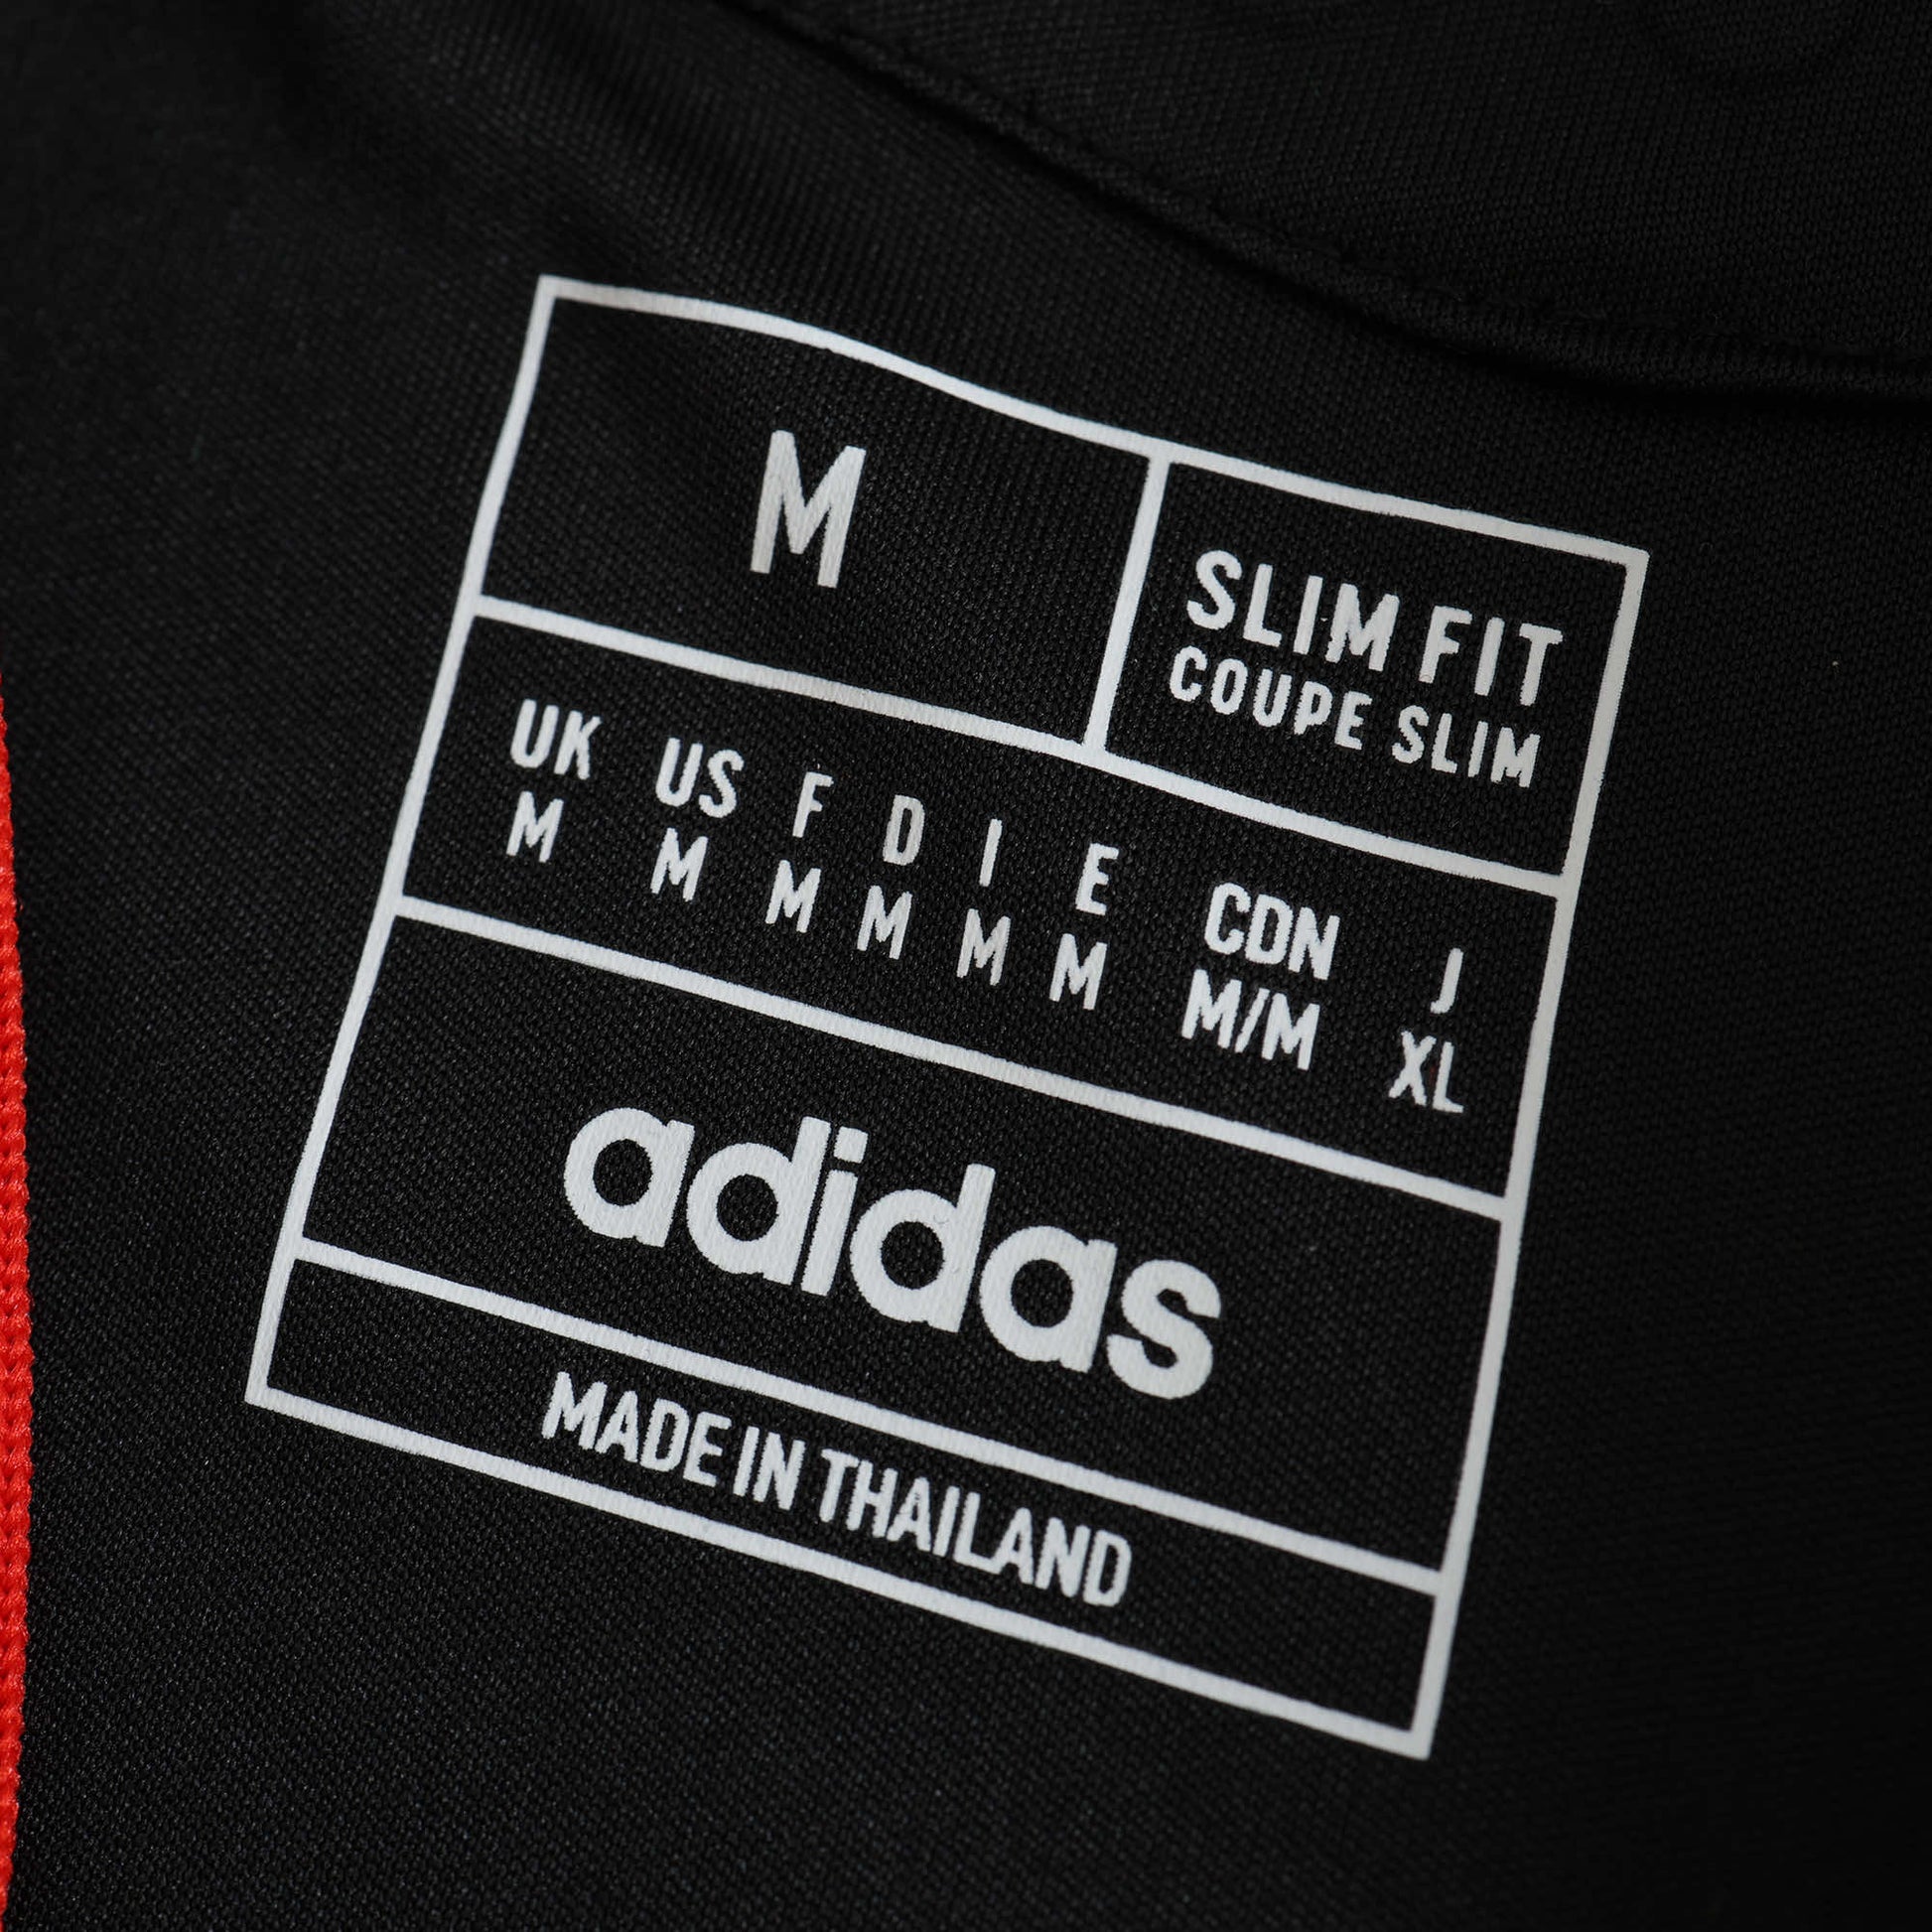 M
SLIM FIT
COUPE SLIM
UK US F D I E CDN J
M M M M M M M/M XL
adidas
MADE IN THAILAND